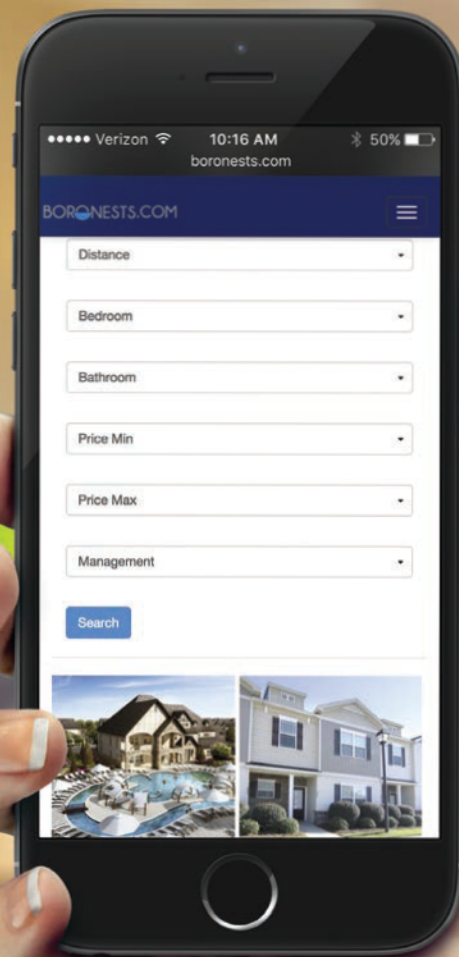 ●●●●● Verizon 10:16 AM 50%
boronests.com
BORONESTS.COM
Distance
Bedroom
Bathroom
Price Min
Price Max
Management
Search